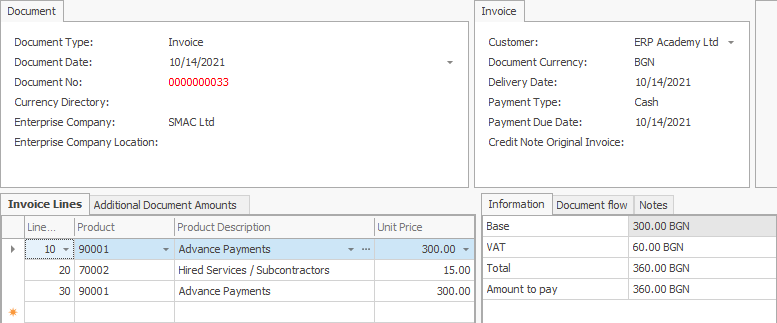 Document
Document Type: Invoice
Document Date: 10/14/2021
Document No: 0000000033
Currency Directory:
Enterprise Company: SMAC Ltd
Enterprise Company Location:
Invoice
Customer: ERP Academy Ltd
Document Currency: BGN
Delivery Date: 10/14/2021
Payment Type: Cash
Payment Due Date: 10/14/2021
Credit Note Original Invoice:
Invoice Lines Additional Document Amounts
Line... Product Product Description Unit Price
10 90001 Advance Payments ... 300.00
20 70002 Hired Services / Subcontractors 15.00
30 90001 Advance Payments 300.00
Information Document flow Notes
Base 300.00 BGN
VAT 60.00 BGN
Total 360.00 BGN
Amount to pay 360.00 BGN